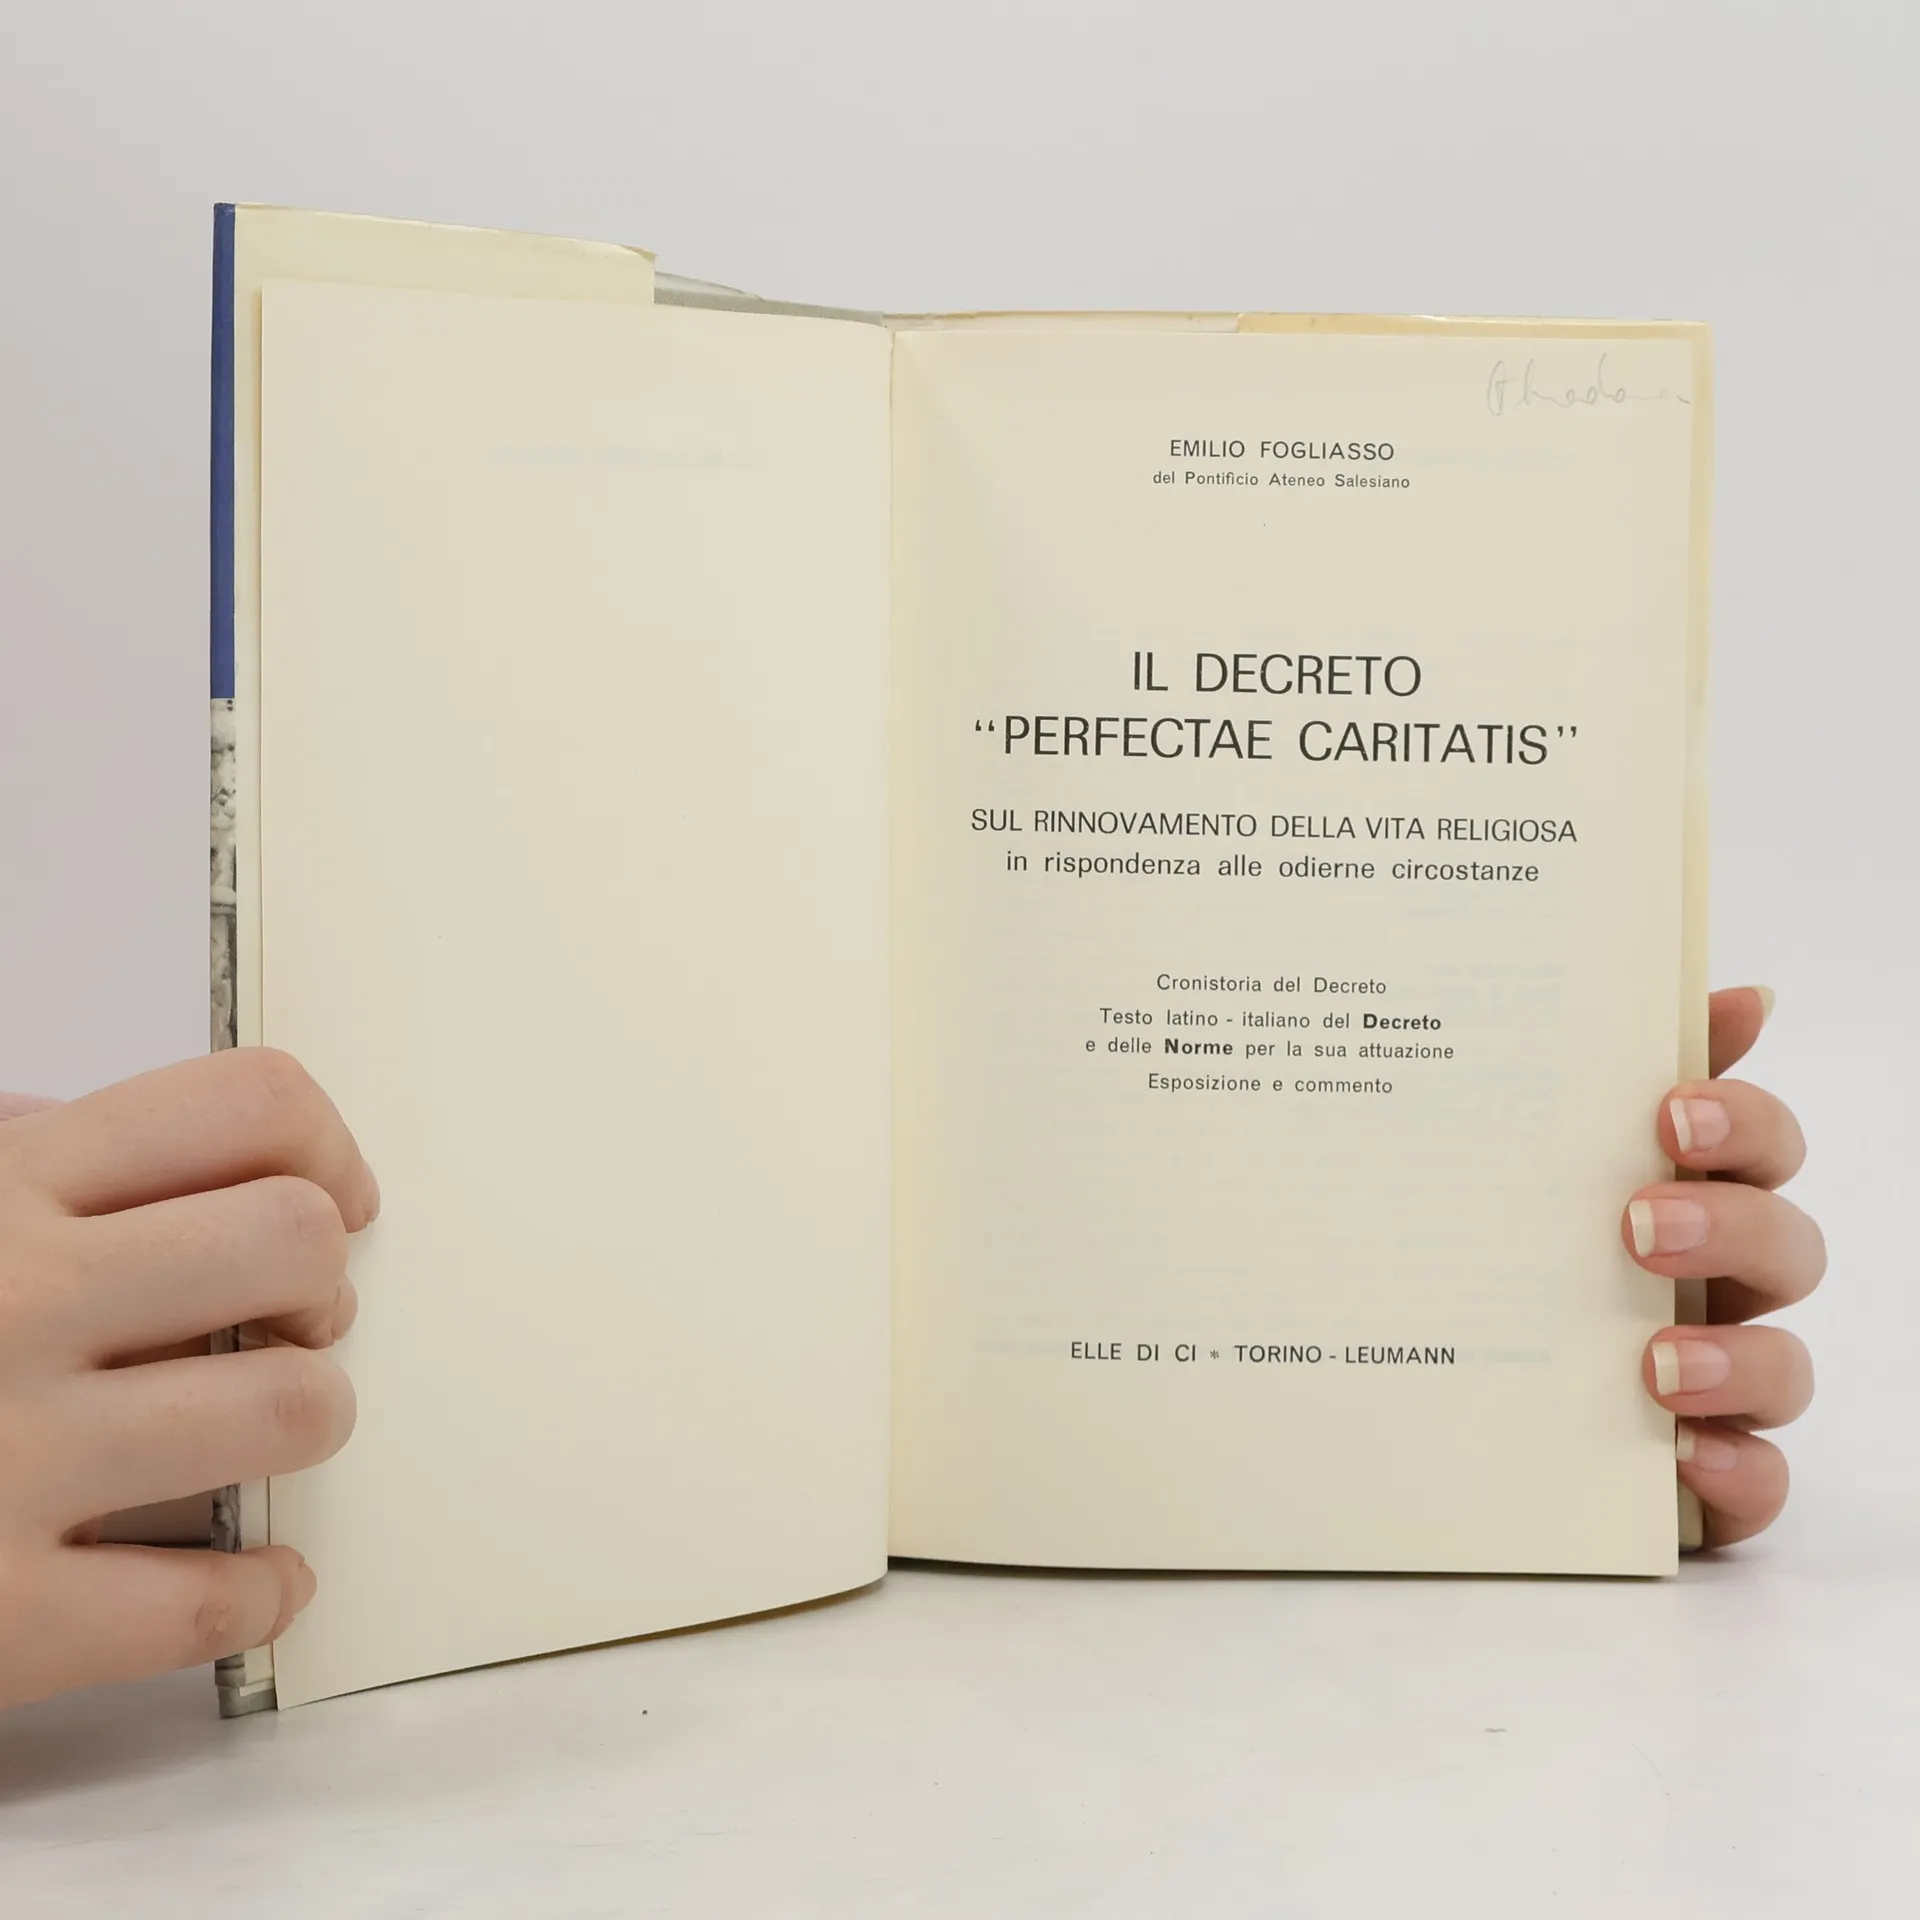 EMILIO FOGLIASSO
del Pontificio Ateneo Salesiano
IL DECRETO
“PERFECTAE CARITATIS”
SUL RINNOVAMENTO DELLA VITA RELIGIOSA
in rispondenza alle odierne circostanze
Cronistoria del Decreto
Testo latino - italiano del Decreto
e delle Norme per la sua attuazione
Esposizione e commento
ELLE DI CI * TORINO - LEUMANN